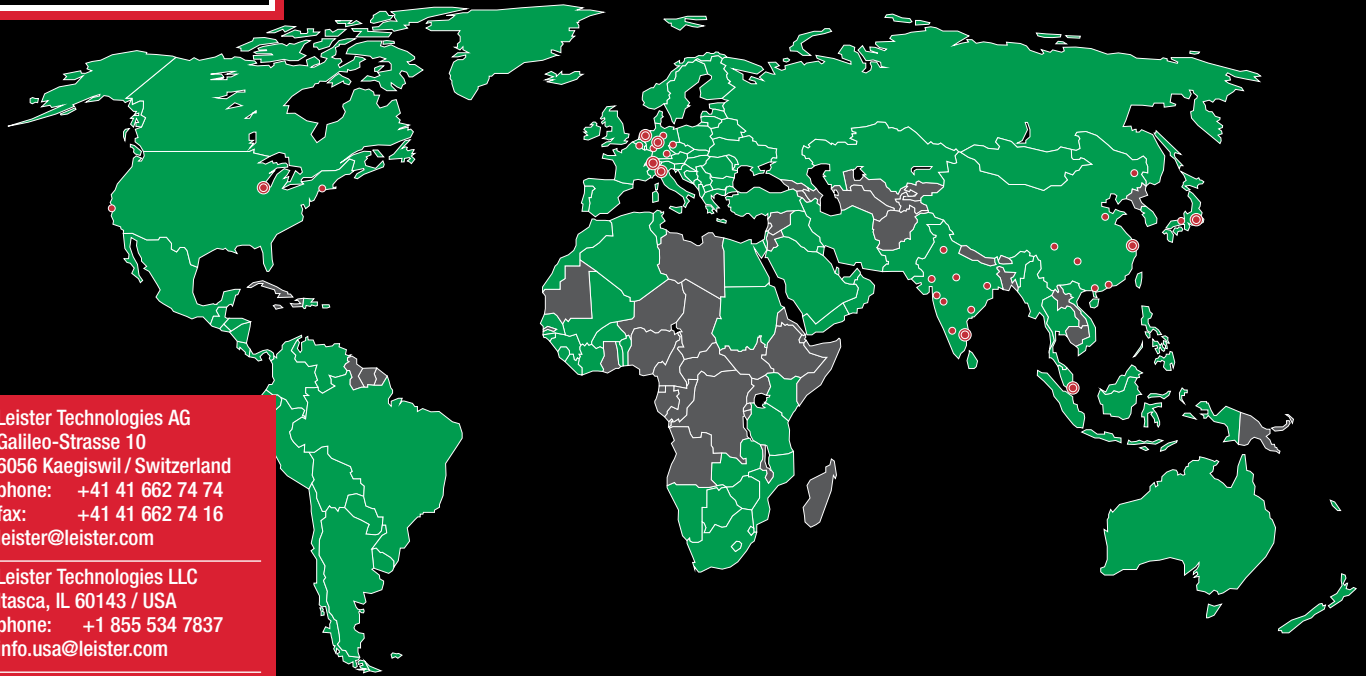 Leister Technologies AG
Galileo-Strasse 10
6056 Kaegiswil / Switzerland
phone: +41 41 662 74 74
fax: +41 41 662 74 16
leister@leister.com
Leister Technologies LLC
Itasca, IL 60143 / USA
phone: +1 855 534 7837
info.usa@leister.com